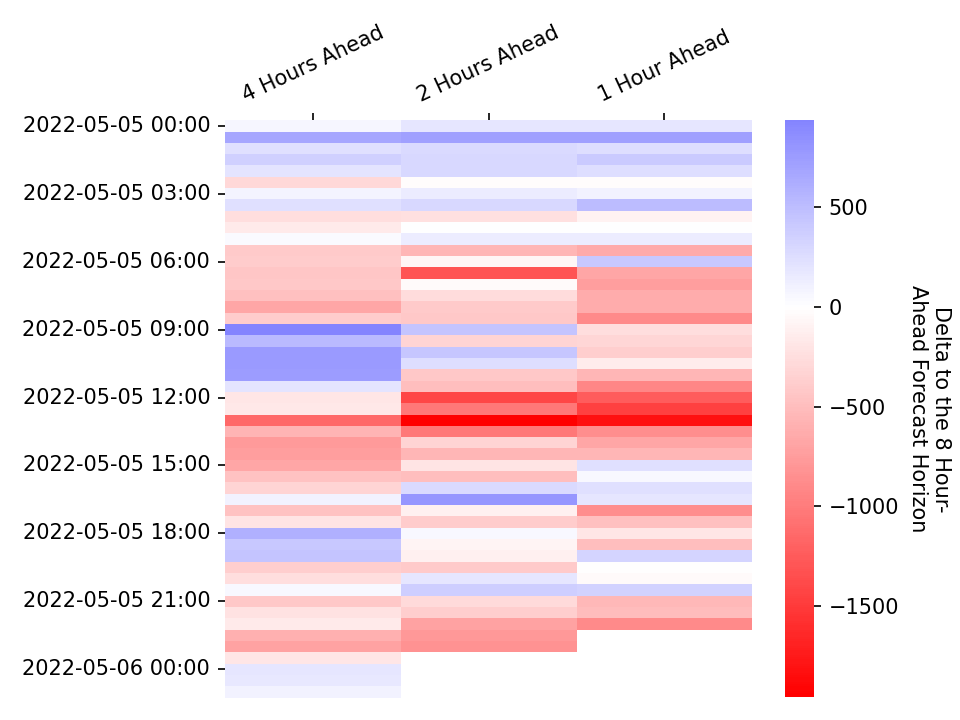 4 Hours Ahead
2 Hours Ahead
1 Hour Ahead
2022-05-05 00:00
2022-05-05 03:00
2022-05-05 06:00
2022-05-05 09:00
2022-05-05 12:00
2022-05-05 15:00
2022-05-05 18:00
2022-05-05 21:00
2022-05-06 00:00
500
0
−500
−1000
−1500
Delta to the 8 Hour-
Ahead Forecast Horizon